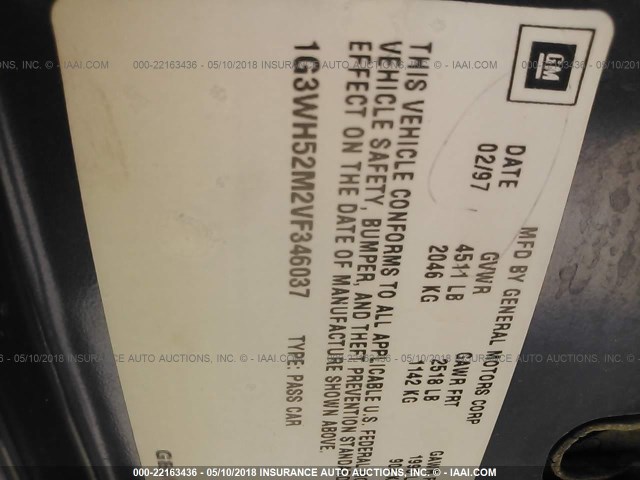 GM
MFD BY GENERAL MOTORS CORP
DATE GVWR GAWR FRT
02/97 4511 LB 2518 LB
2046 KG 1142 KG
THIS VEHICLE CONFORMS TO ALL APPLICABLE U.S. FEDERAL
VEHICLE SAFETY, BUMPER, AND THEFT PREVENTION
EFFECT ON THE DATE OF MANUFACTURE SHOWN ABOVE.
1G3WH52M2VF346037 TYPE: PASS CAR
000-22163436 - 05/10/2018 INSURANCE AUTO AUCTIONS, INC. - IAAI.COM